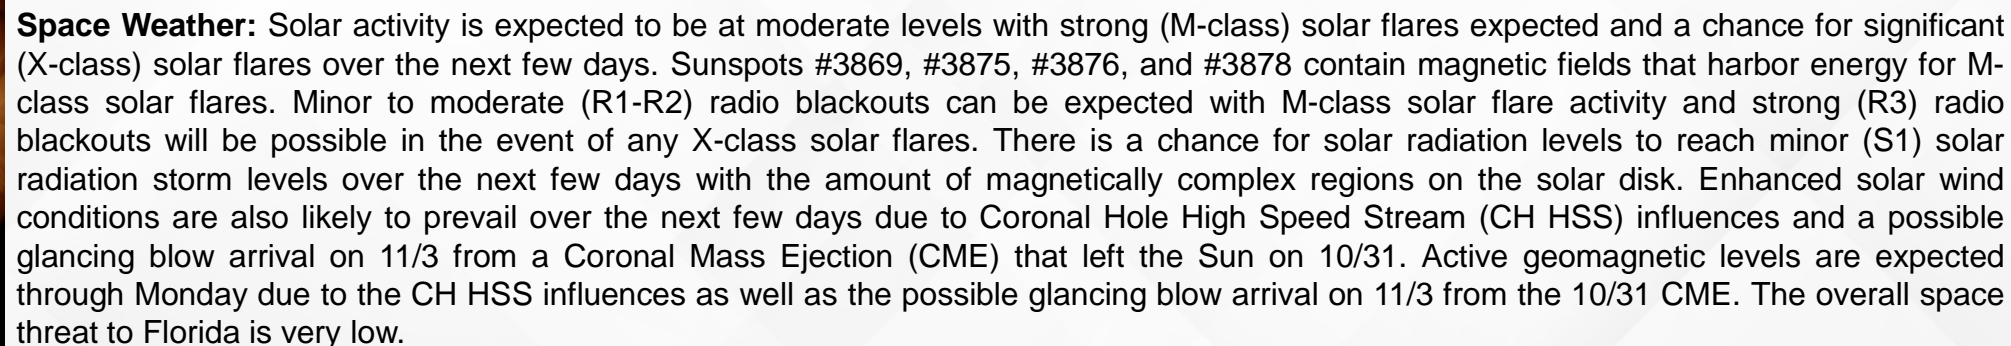 Space Weather: Solar activity is expected to be at moderate levels with strong (M-class) solar flares expected and a chance for significant
(X-class) solar flares over the next few days. Sunspots #3869, #3875, #3876, and #3878 contain magnetic fields that harbor energy for M-
class solar flares. Minor to moderate (R1-R2) radio blackouts can be expected with M-class solar flare activity and strong (R3) radio
blackouts will be possible in the event of any X-class solar flares. There is a chance for solar radiation levels to reach minor (S1) solar
radiation storm levels over the next few days with the amount of magnetically complex regions on the solar disk. Enhanced solar wind
conditions are also likely to prevail over the next few days due to Coronal Hole High Speed Stream (CH HSS) influences and a possible
glancing blow arrival on 11/3 from a Coronal Mass Ejection (CME) that left the Sun on 10/31. Active geomagnetic levels are expected
through Monday due to the CH HSS influences as well as the possible glancing blow arrival on 11/3 from the 10/31 CME. The overall space
threat to Florida is very low.